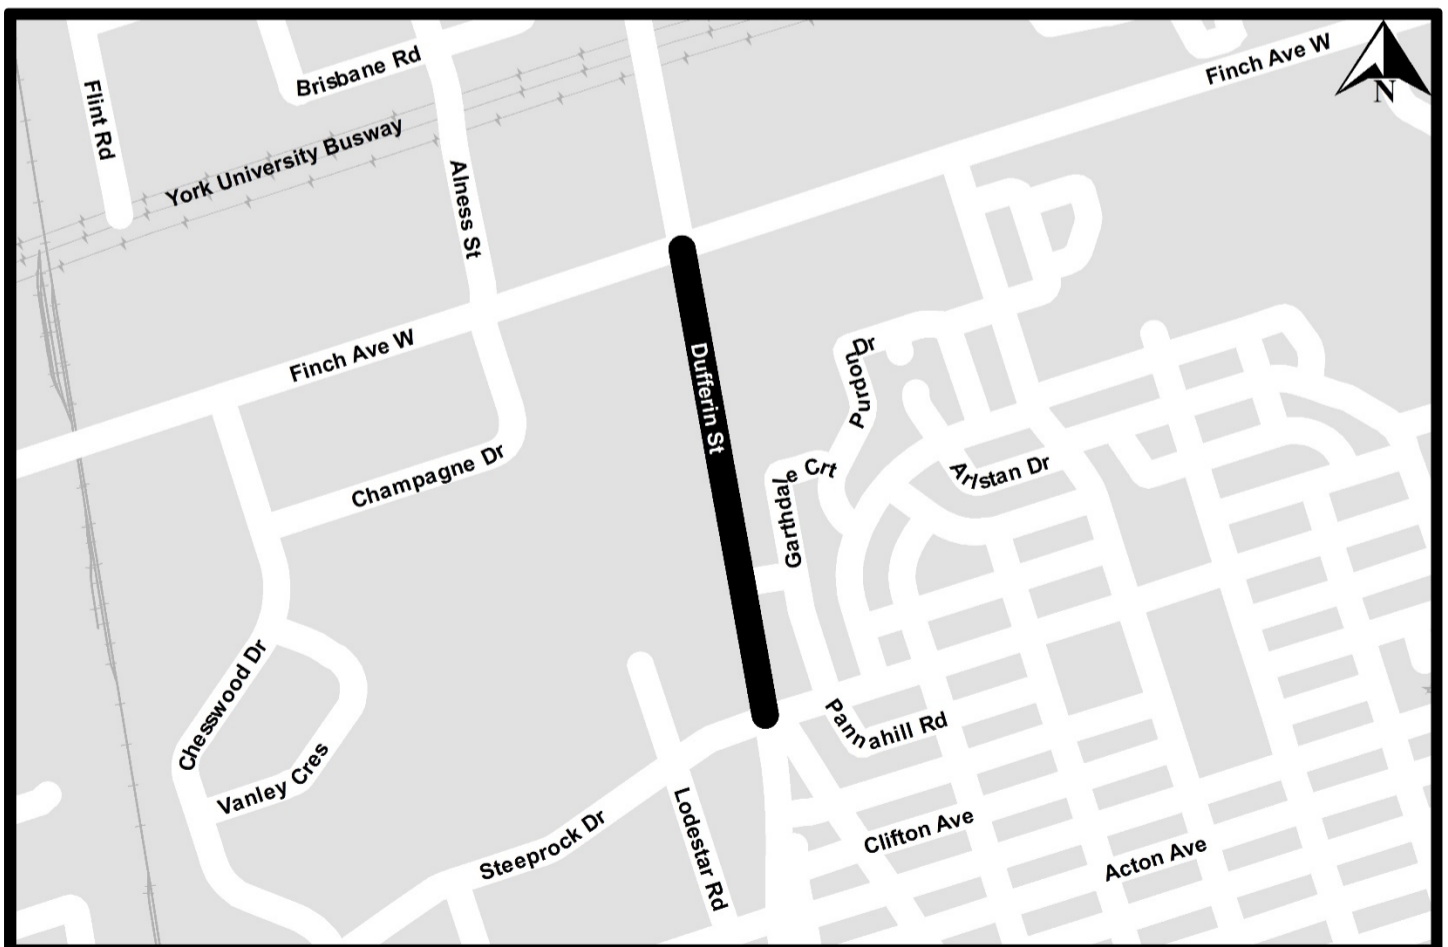 Finch Ave W
N
Brisbane Rd
Flint Rd
York University Busway
Alness St
Finch Ave W
Dufferin St
Purdon Dr
Champagne Dr
Garthdale Crt
Arlstan Dr
Chesswood Dr
Pannahill Rd
Vanley Cres
Steeprock Dr
Lodestar Rd
Clifton Ave
Acton Ave